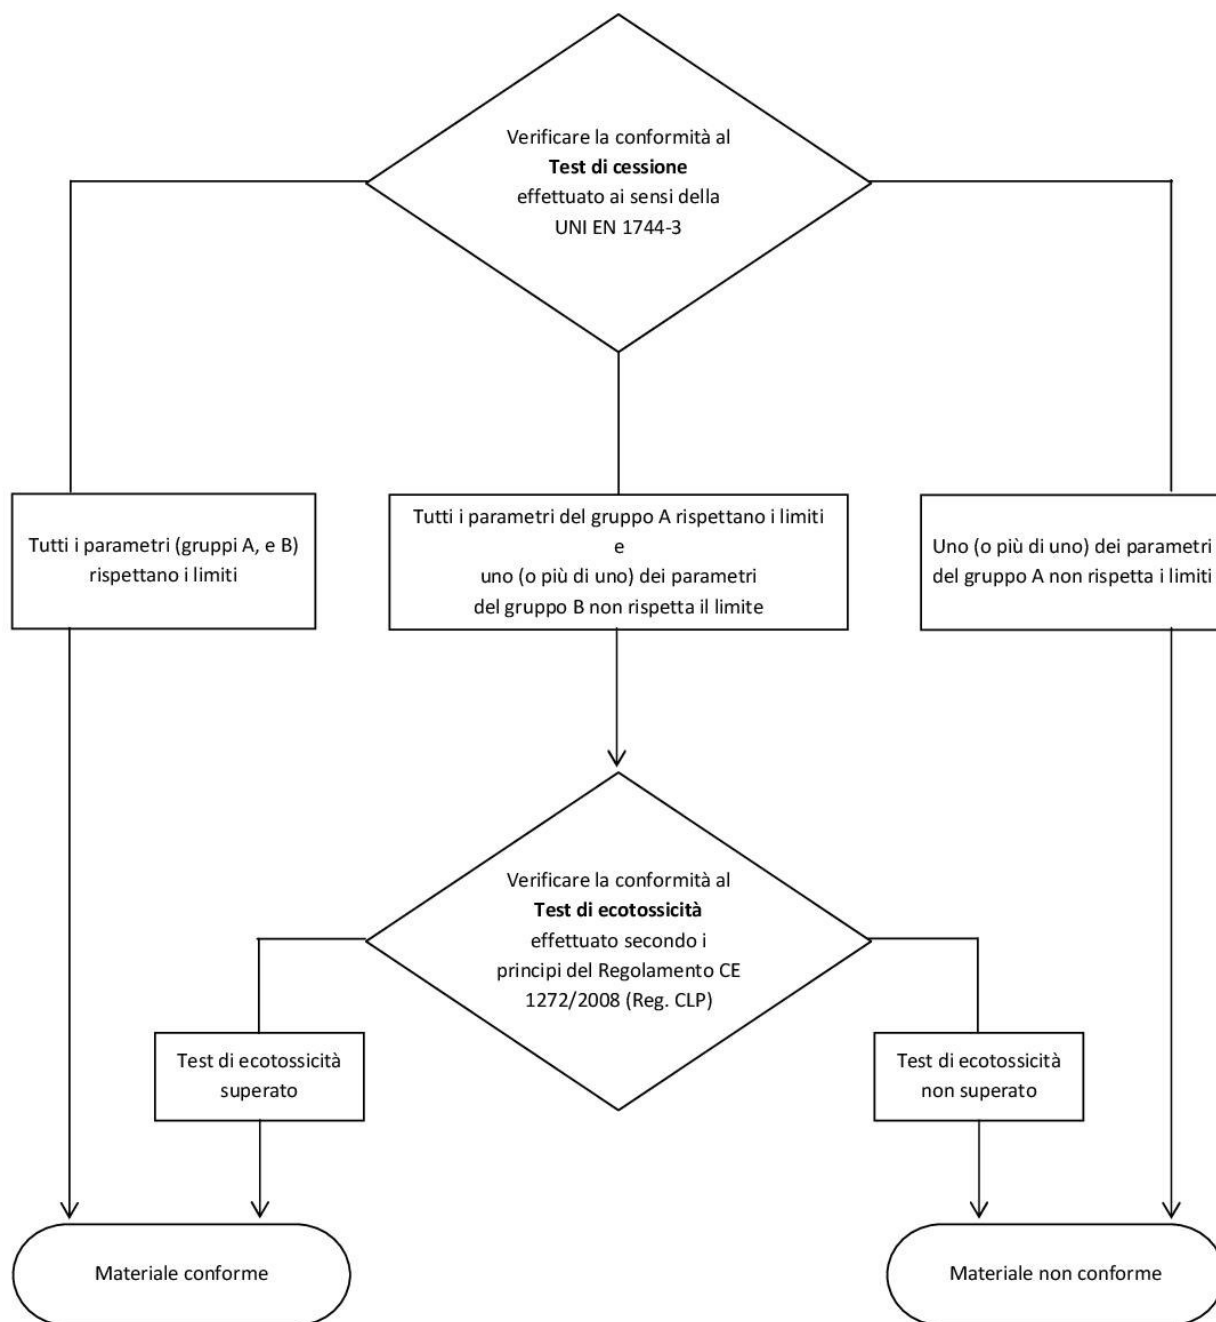 Verificare la conformità al
Test di cessione
effettuato ai sensi della
UNI EN 1744-3
Tutti i parametri (gruppi A, e B)
rispettano i limiti
Tutti i parametri del gruppo A rispettano i limiti
e
uno (o più di uno) dei parametri
del gruppo B non rispetta il limite
Uno (o più di uno) dei parametri
del gruppo A non rispetta i limiti
Verificare la conformità al
Test di ecotossicità
effettuato secondo i
principi del Regolamento CE
1272/2008 (Reg. CLP)
Test di ecotossicità
superato
Test di ecotossicità
non superato
Materiale conforme
Materiale non conforme